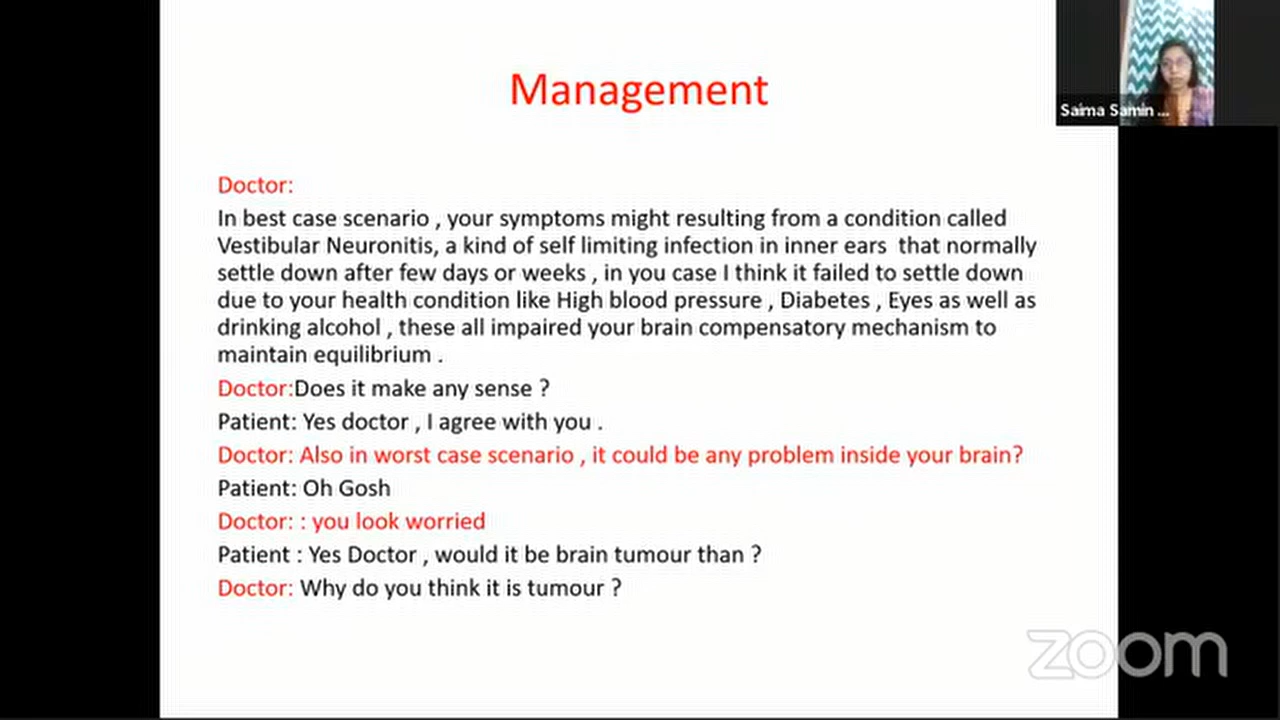 Management
Saima Samin ...
Doctor:
In best case scenario , your symptoms might resulting from a condition called
Vestibular Neuronitis, a kind of self limiting infection in inner ears that normally
settle down after few days or weeks , in you case I think it failed to settle down
due to your health condition like High blood pressure , Diabetes , Eyes as well as
drinking alcohol , these all impaired your brain compensatory mechanism to
maintain equilibrium .
Doctor:Does it make any sense ?
Patient: Yes doctor , I agree with you .
Doctor: Also in worst case scenario , it could be any problem inside your brain?
Patient: Oh Gosh
Doctor: : you look worried
Patient : Yes Doctor , would it be brain tumour than ?
Doctor: Why do you think it is tumour ?
zoom